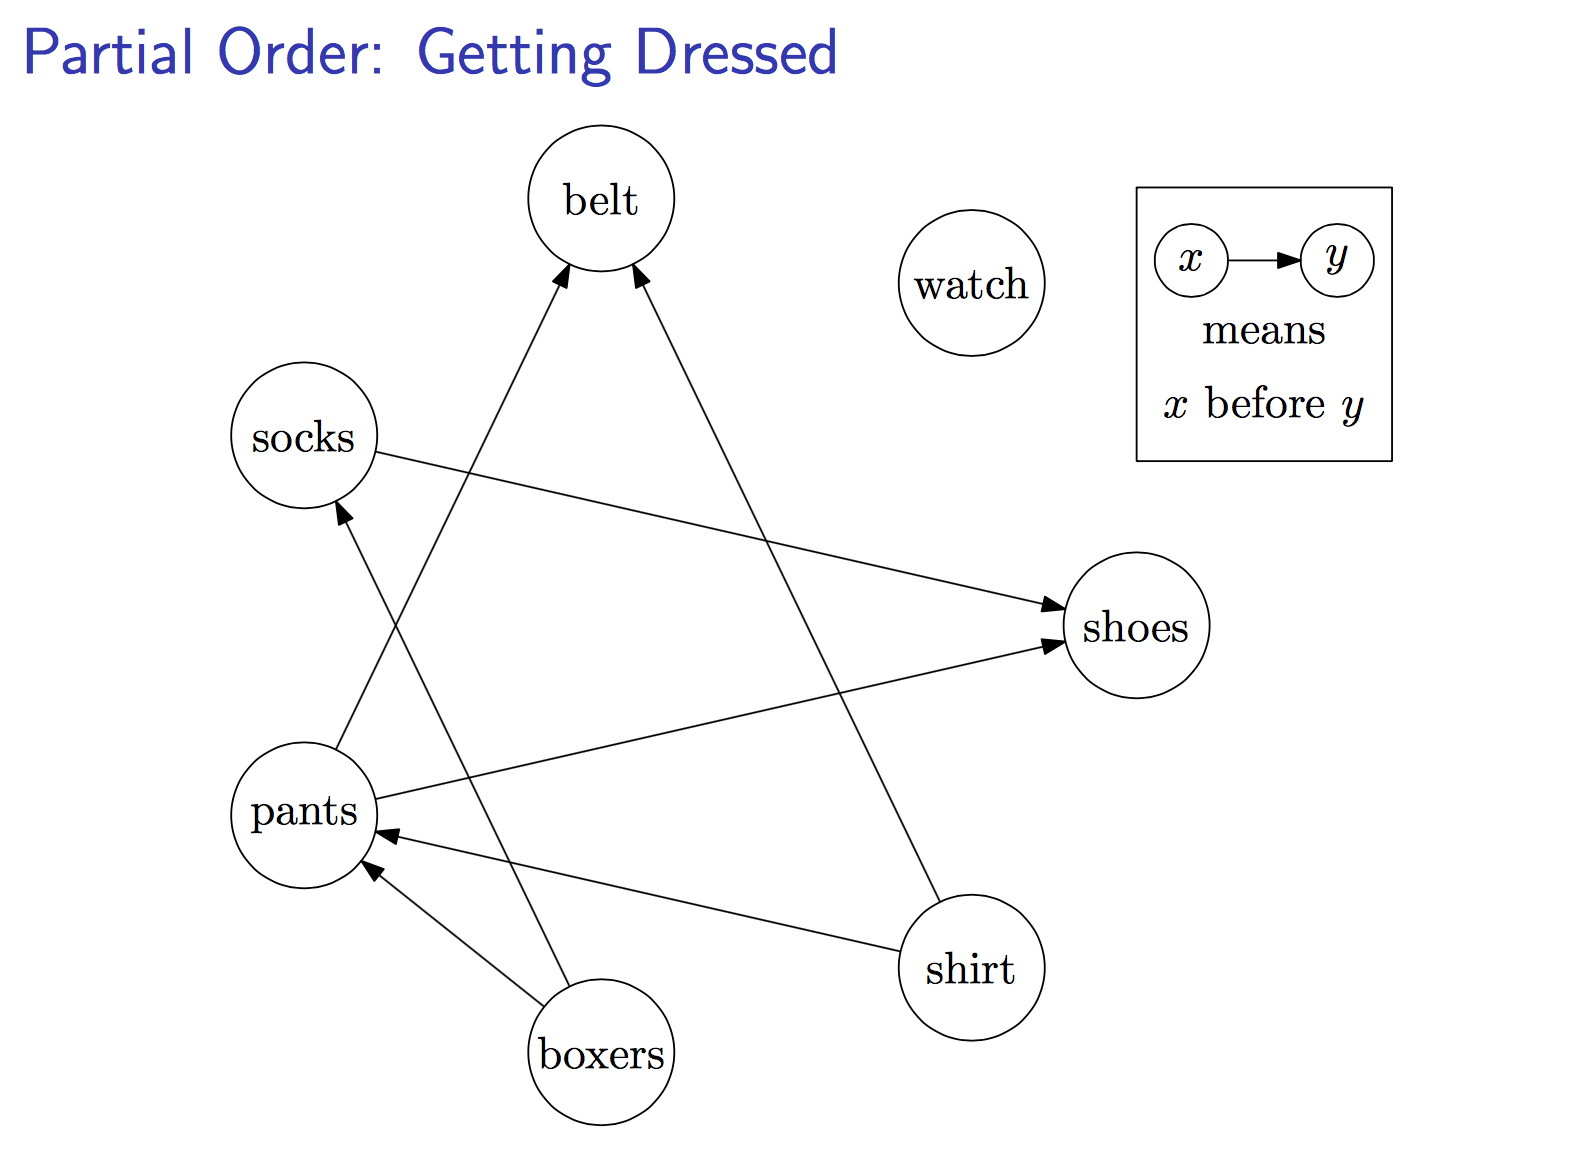 Partial Order: Getting Dressed
belt
watch
x
y
means
x before y
socks
shoes
pants
shirt
boxers